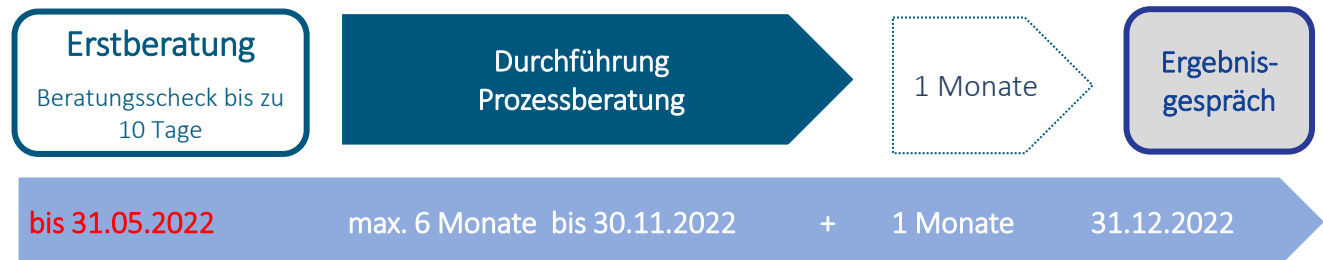 Erstberatung
Beratungsscheck bis zu
10 Tage
Durchführung
Prozessberatung
1 Monate
Ergebnis-
gespräch
bis 31.05.2022 max. 6 Monate bis 30.11.2022 + 1 Monate 31.12.2022